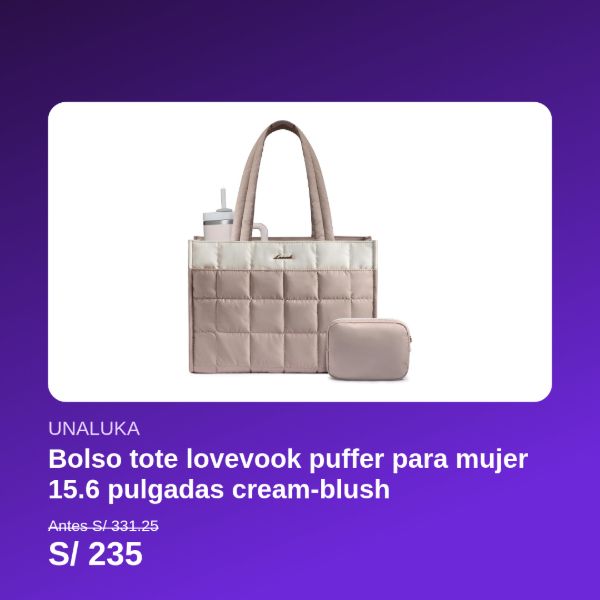 UNALUKA
Bolso tote lovevook puffer para mujer
15.6 pulgadas cream-blush
Antes S/ 331.25
S/ 235